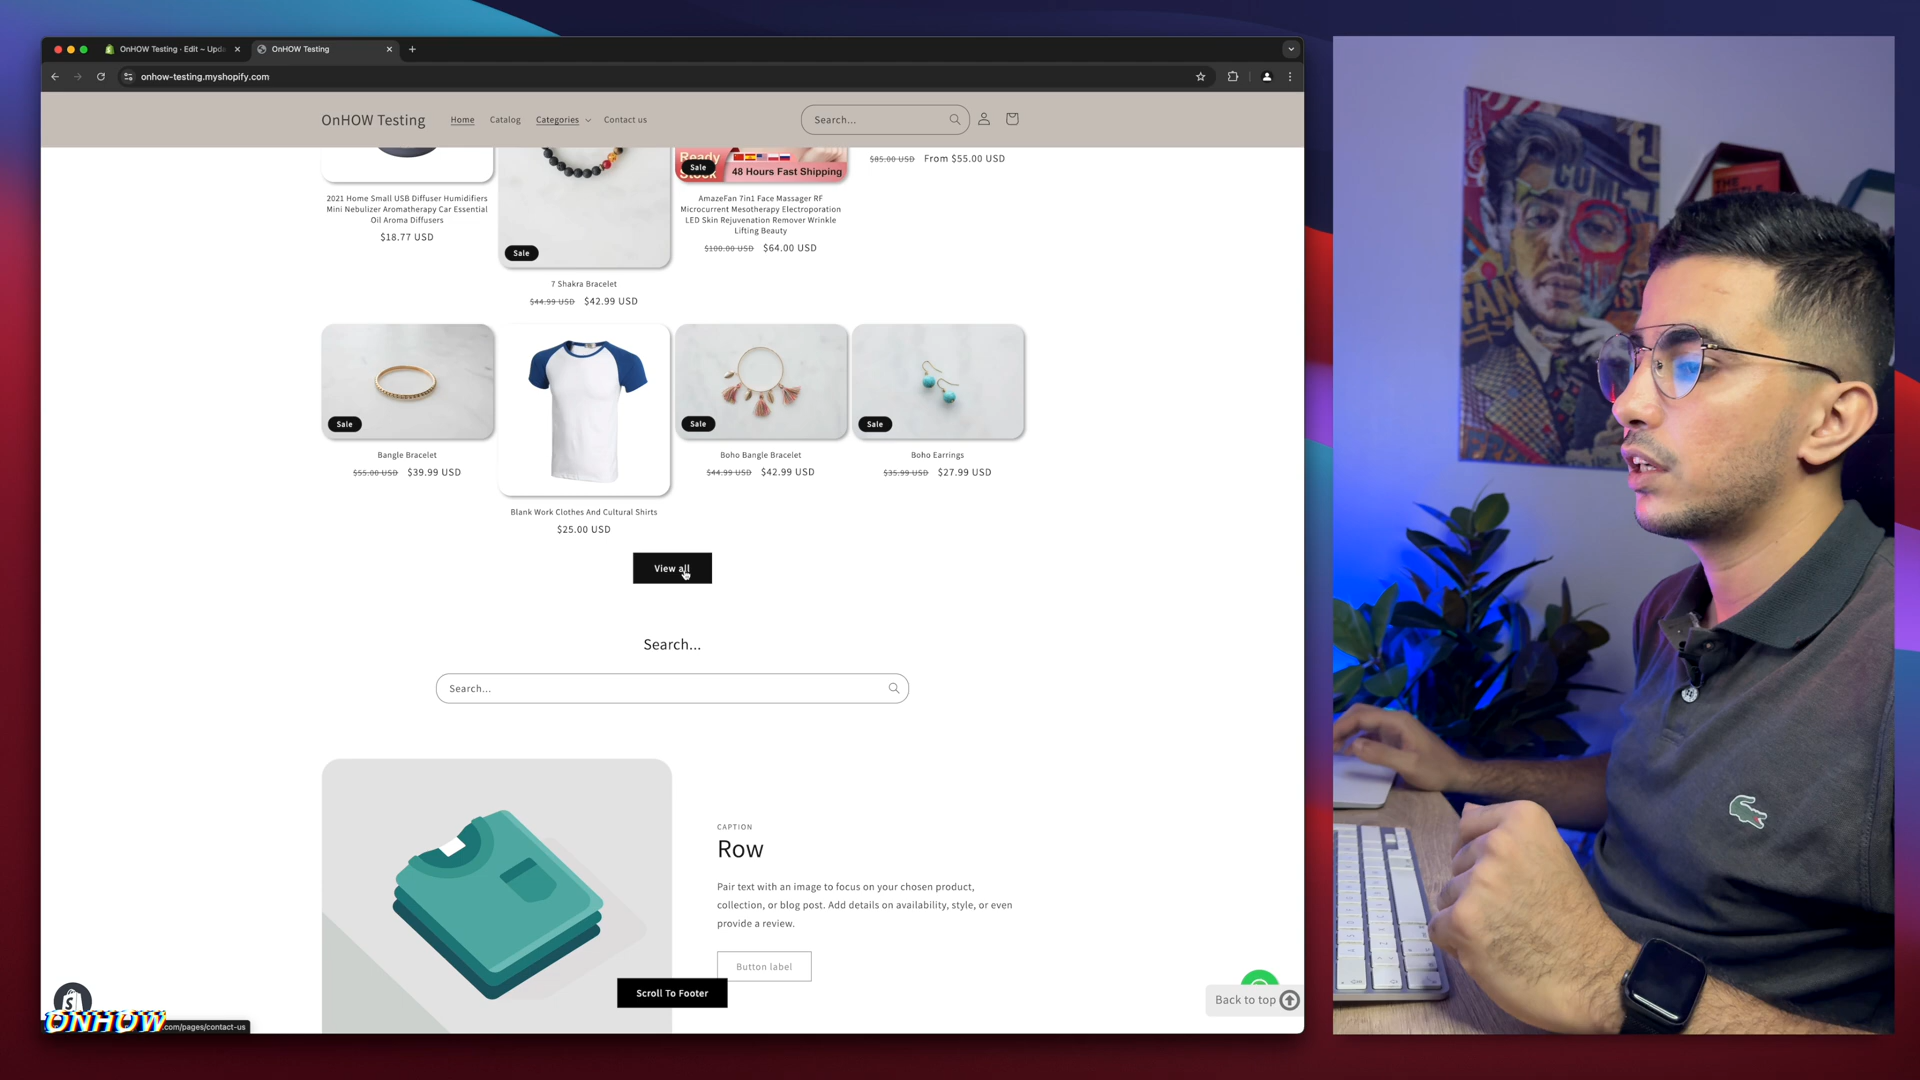 OnHOW Testing · Edit ~ Upda
OnHOW Testing
onhow-testing.myshopify.com
OnHOW Testing
Home
Catalog
Categories
Contact us
Search...
Ready
Stock
Sale
48 Hours Fast Shipping
$85.00 USD From $55.00 USD
2021 Home Small USB Diffuser Humidifiers
Mini Nebulizer Aromatherapy Car Essential
Oil Aroma Diffusers
$18.77 USD
Sale
7 Shakra Bracelet
$44.99 USD $42.99 USD
AmazeFan 7in1 Face Massager RF
Microcurrent Mesotherapy Electroporation
LED Skin Rejuvenation Remover Wrinkle
Lifting Beauty
$100.00 USD $64.00 USD
Sale
Bangle Bracelet
$55.00 USD $39.99 USD
Blank Work Clothes And Cultural Shirts
$25.00 USD
Sale
Boho Bangle Bracelet
$44.99 USD $42.99 USD
Sale
Boho Earrings
$35.99 USD $27.99 USD
View all
Search...
Search...
CAPTION
Row
Pair text with an image to focus on your chosen product,
collection, or blog post. Add details on availability, style, or even
provide a review.
Button label
Scroll To Footer
Back to top
ONHOW
.com/pages/contact-us
COME
FAN
THE